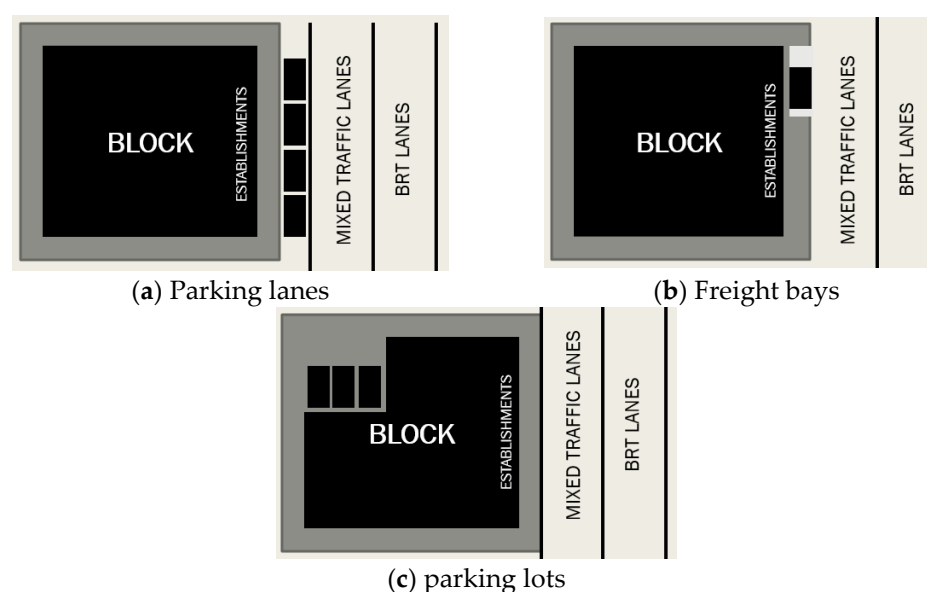 BLOCK
ESTABLISHMENTS
MIXED TRAFFIC LANES
BRT LANES
(a) Parking lanes
BLOCK
ESTABLISHMENTS
MIXED TRAFFIC LANES
BRT LANES
(b) Freight bays
BLOCK
ESTABLISHMENTS
MIXED TRAFFIC LANES
BRT LANES
(c) parking lots